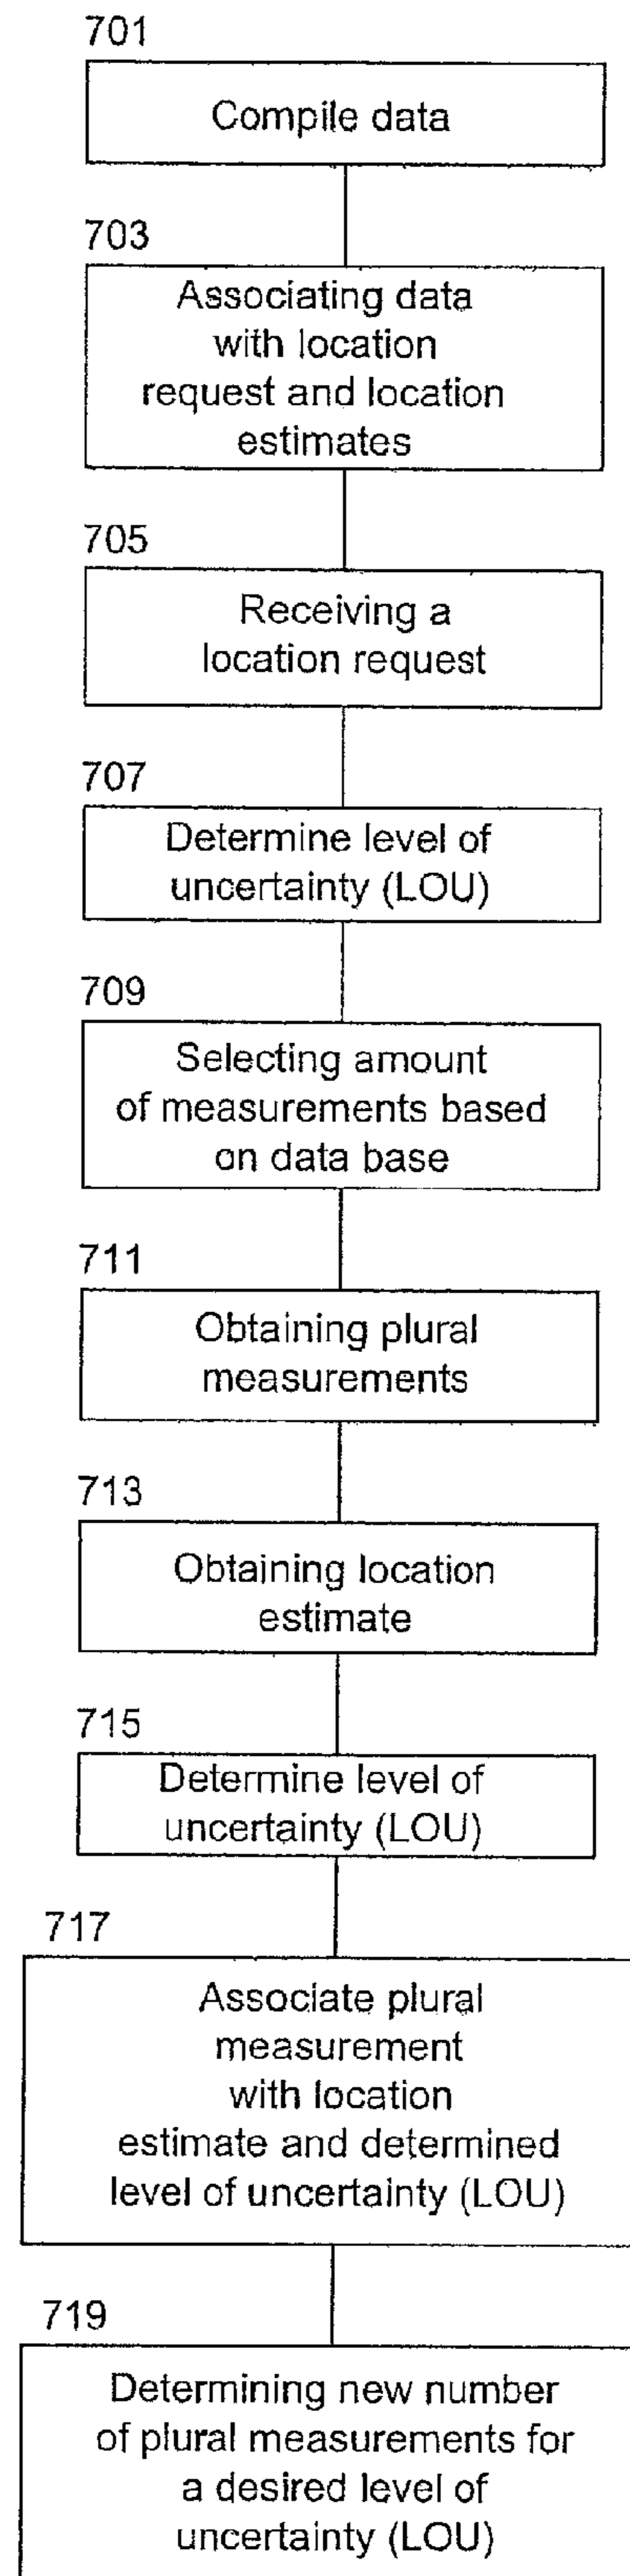 701
Compile data
703
Associating data
with location
request and location
estimates
705
Receiving a
location request
707
Determine level of
uncertainty (LOU)
709
Selecting amount
of measurements based
on data base
711
Obtaining plural
measurements
713
Obtaining location
estimate
715
Determine level of
uncertainty (LOU)
717
Associate plural
measurement
with location
estimate and determined
level of uncertainty (LOU)
719
Determining new number
of plural measurements for
a desired level of
uncertainty (LOU)